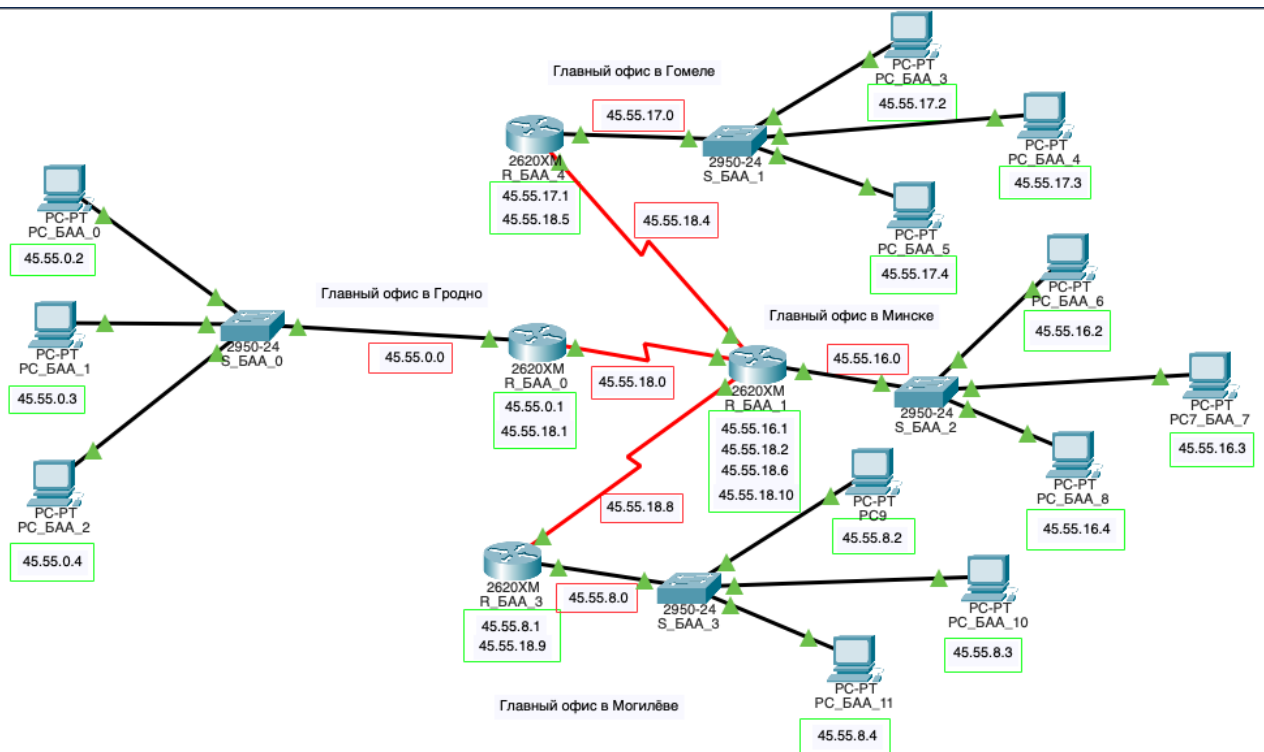 PC-PT
PC_БАА_3
45.55.17.2
Главный офис в Гомеле
45.55.17.0
2620XM
R_БАА_4
45.55.17.1
45.55.18.5
2950-24
S_БАА_1
PC-PT
PC_БАА_4
45.55.17.3
PC-PT
PC_БАА_5
45.55.17.4
45.55.18.4
PC-PT
PC_БАА_0
45.55.0.2
PC-PT
PC_БАА_1
45.55.0.3
PC-PT
PC_БАА_2
45.55.0.4
2950-24
S_БАА_0
Главный офис в Гродно
45.55.0.0
2620XM
R_БАА_0
45.55.0.1
45.55.18.1
45.55.18.0
Главный офис в Минске
2620XM
R_БАА_1
45.55.16.1
45.55.18.2
45.55.18.6
45.55.18.10
45.55.16.0
2950-24
S_БАА_2
PC-PT
PC_БАА_6
45.55.16.2
PC-PT
PC7_БАА_7
45.55.16.3
PC-PT
PC_БАА_8
45.55.16.4
45.55.18.8
2620XM
R_БАА_3
45.55.8.1
45.55.18.9
45.55.8.0
2950-24
S_БАА_3
PC-PT
PC9
45.55.8.2
PC-PT
PC_БАА_10
45.55.8.3
PC-PT
PC_БАА_11
45.55.8.4
Главный офис в Могилёве